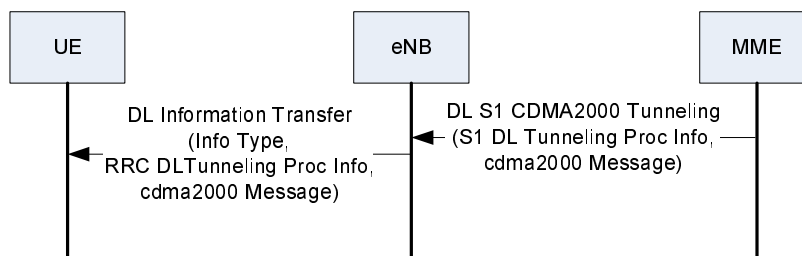 UE
eNB
MME
DL Information Transfer
(Info Type,
RRC DLTunneling Proc Info,
cdma2000 Message)
DL S1 CDMA2000 Tunneling
(S1 DL Tunneling Proc Info,
cdma2000 Message)